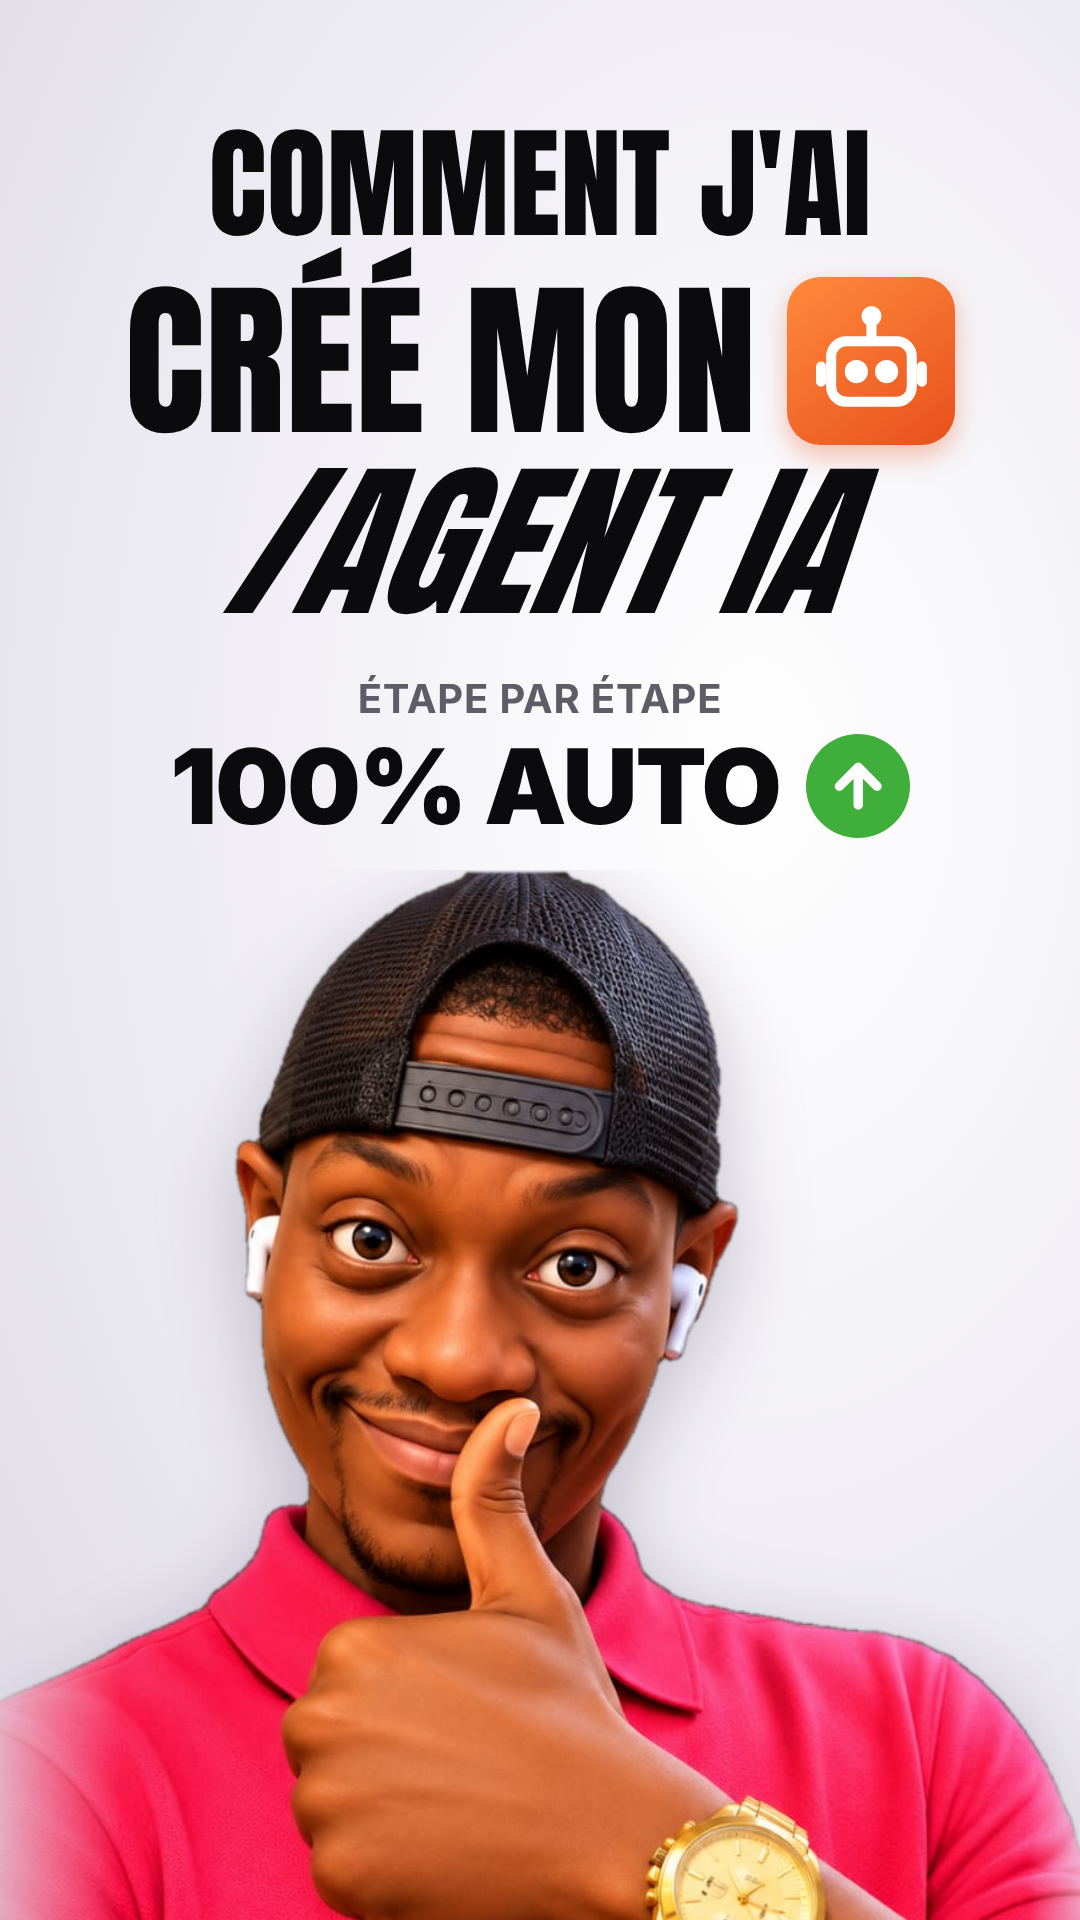 COMMENT J'AI
CRÉÉ MON
/AGENT IA
ÉTAPE PAR ÉTAPE
100% AUTO